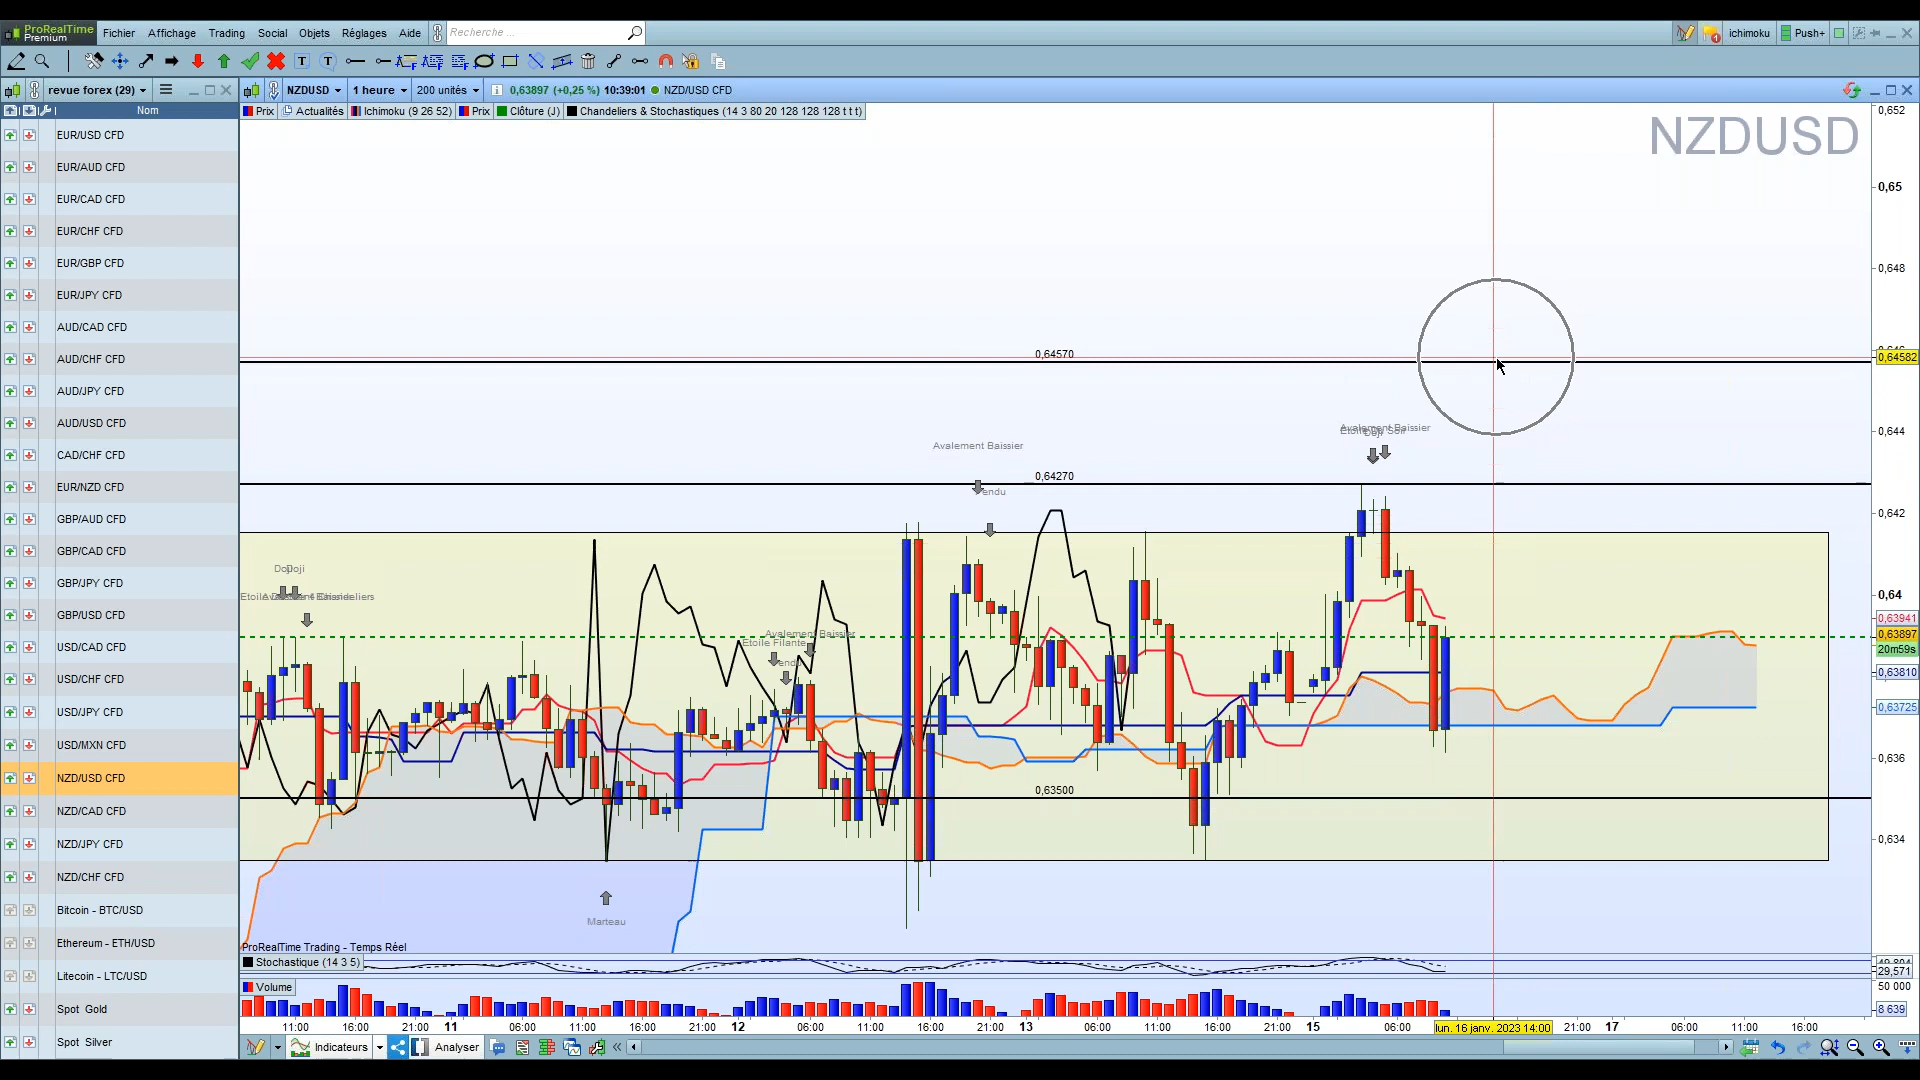 ProRealTime
Premium
Fichier Affichage Trading Social Objets Réglages Aide
Recherche ...
ichimoku Push+
revue forex (29)
NZDUSD 1 heure 200 unités 0,63897 (+0,25 %) 10:39:01 NZD/USD CFD
Nom
Prix Actualités Ichimoku (9 26 52) Prix Clôture (J) Chandeliers & Stochastiques (14 3 80 20 128 128 128 t t t)
NZDUSD
EUR/USD CFD
EUR/AUD CFD
EUR/CAD CFD
EUR/CHF CFD
EUR/GBP CFD
EUR/JPY CFD
AUD/CAD CFD
AUD/CHF CFD
AUD/JPY CFD
AUD/USD CFD
CAD/CHF CFD
EUR/NZD CFD
GBP/AUD CFD
GBP/CAD CFD
GBP/JPY CFD
GBP/USD CFD
USD/CAD CFD
USD/CHF CFD
USD/JPY CFD
USD/MXN CFD
NZD/USD CFD
NZD/CAD CFD
NZD/JPY CFD
NZD/CHF CFD
Bitcoin - BTC/USD
Ethereum - ETH/USD
Litecoin - LTC/USD
Spot Gold
Spot Silver
0,64570
0,64270
0,63500
Avalement Baissier
Avalement Baissier
Doji
Doji
Etoile Filante
Avalement Baissier
Marteau
0,652
0,65
0,648
0,64582
0,644
0,642
0,64
0,63941
0,63897
20m59s
0,63810
0,63725
0,636
0,634
ProRealTime Trading - Temps Réel
Stochastique (14 3 5)
29,571
Volume
50 000
8 639
11:00 16:00 21:00 11 06:00 11:00 16:00 21:00 12 06:00 11:00 16:00 21:00 13 06:00 11:00 16:00 21:00 15 06:00 lun. 16 janv. 2023 14:00 21:00 17 06:00 11:00 16:00
Indicateurs Analyser